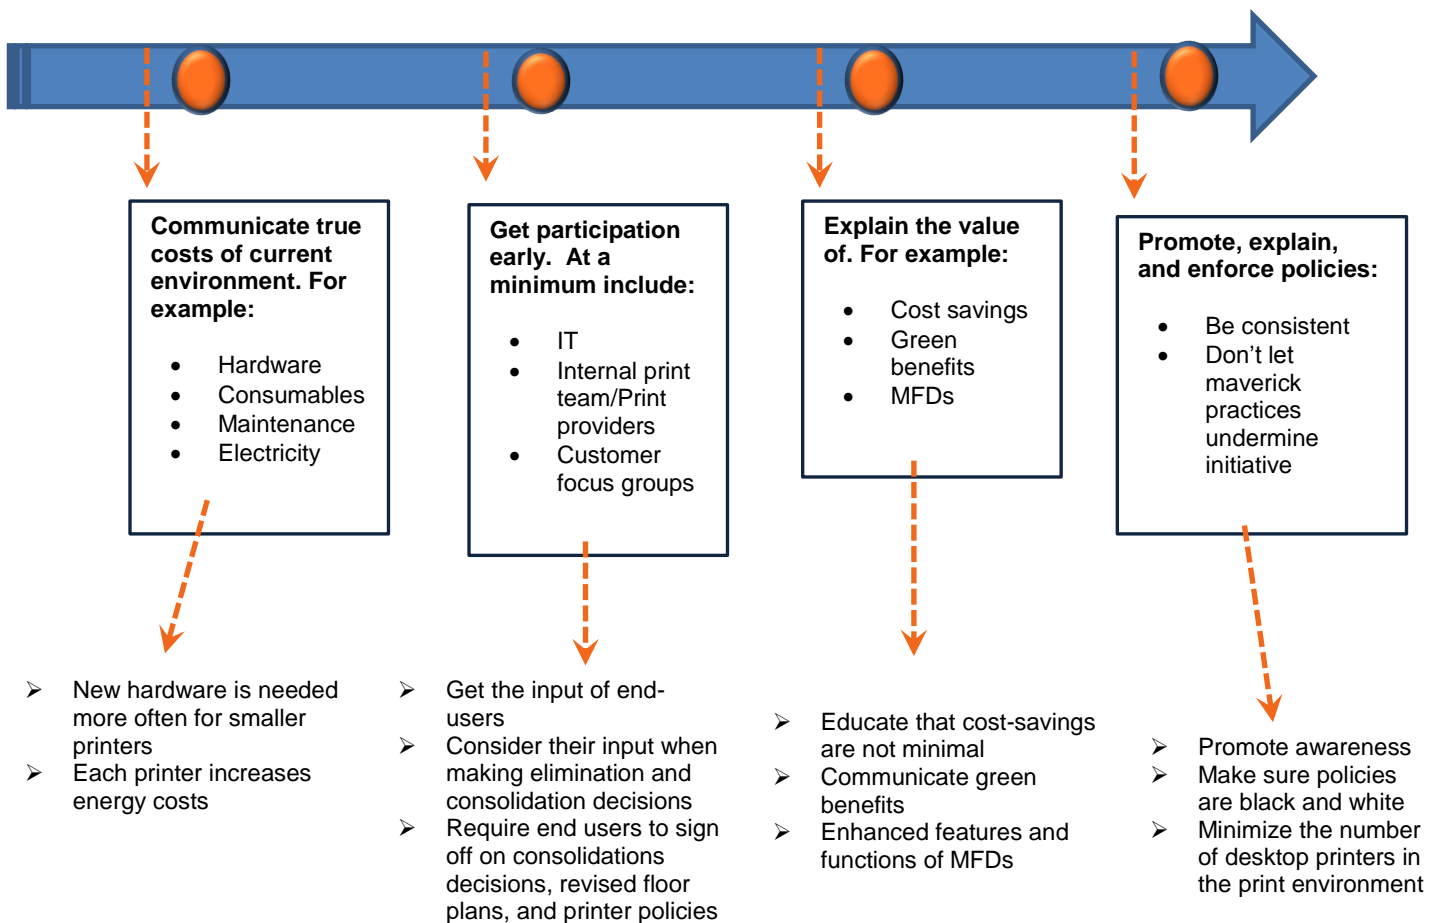 Communicate true
costs of current
environment. For
example:
• Hardware
• Consumables
• Maintenance
• Electricity
Get participation
early.  At a
minimum include:
• IT
• Internal print
team/Print
providers
• Customer
focus groups
Explain the value
of. For example:
• Cost savings
• Green
benefits
• MFDs
Promote, explain,
and enforce policies:
• Be consistent
• Don’t let
maverick
practices
undermine
initiative
➢ New hardware is needed
more often for smaller
printers
➢ Each printer increases
energy costs
➢ Get the input of end-
users
➢ Consider their input when
making elimination and
consolidation decisions
➢ Require end users to sign
off on consolidations
decisions, revised floor
plans, and printer policies
➢ Educate that cost-savings
are not minimal
➢ Communicate green
benefits
➢ Enhanced features and
functions of MFDs
➢ Promote awareness
➢ Make sure policies
are black and white
➢ Minimize the number
of desktop printers in
the print environment